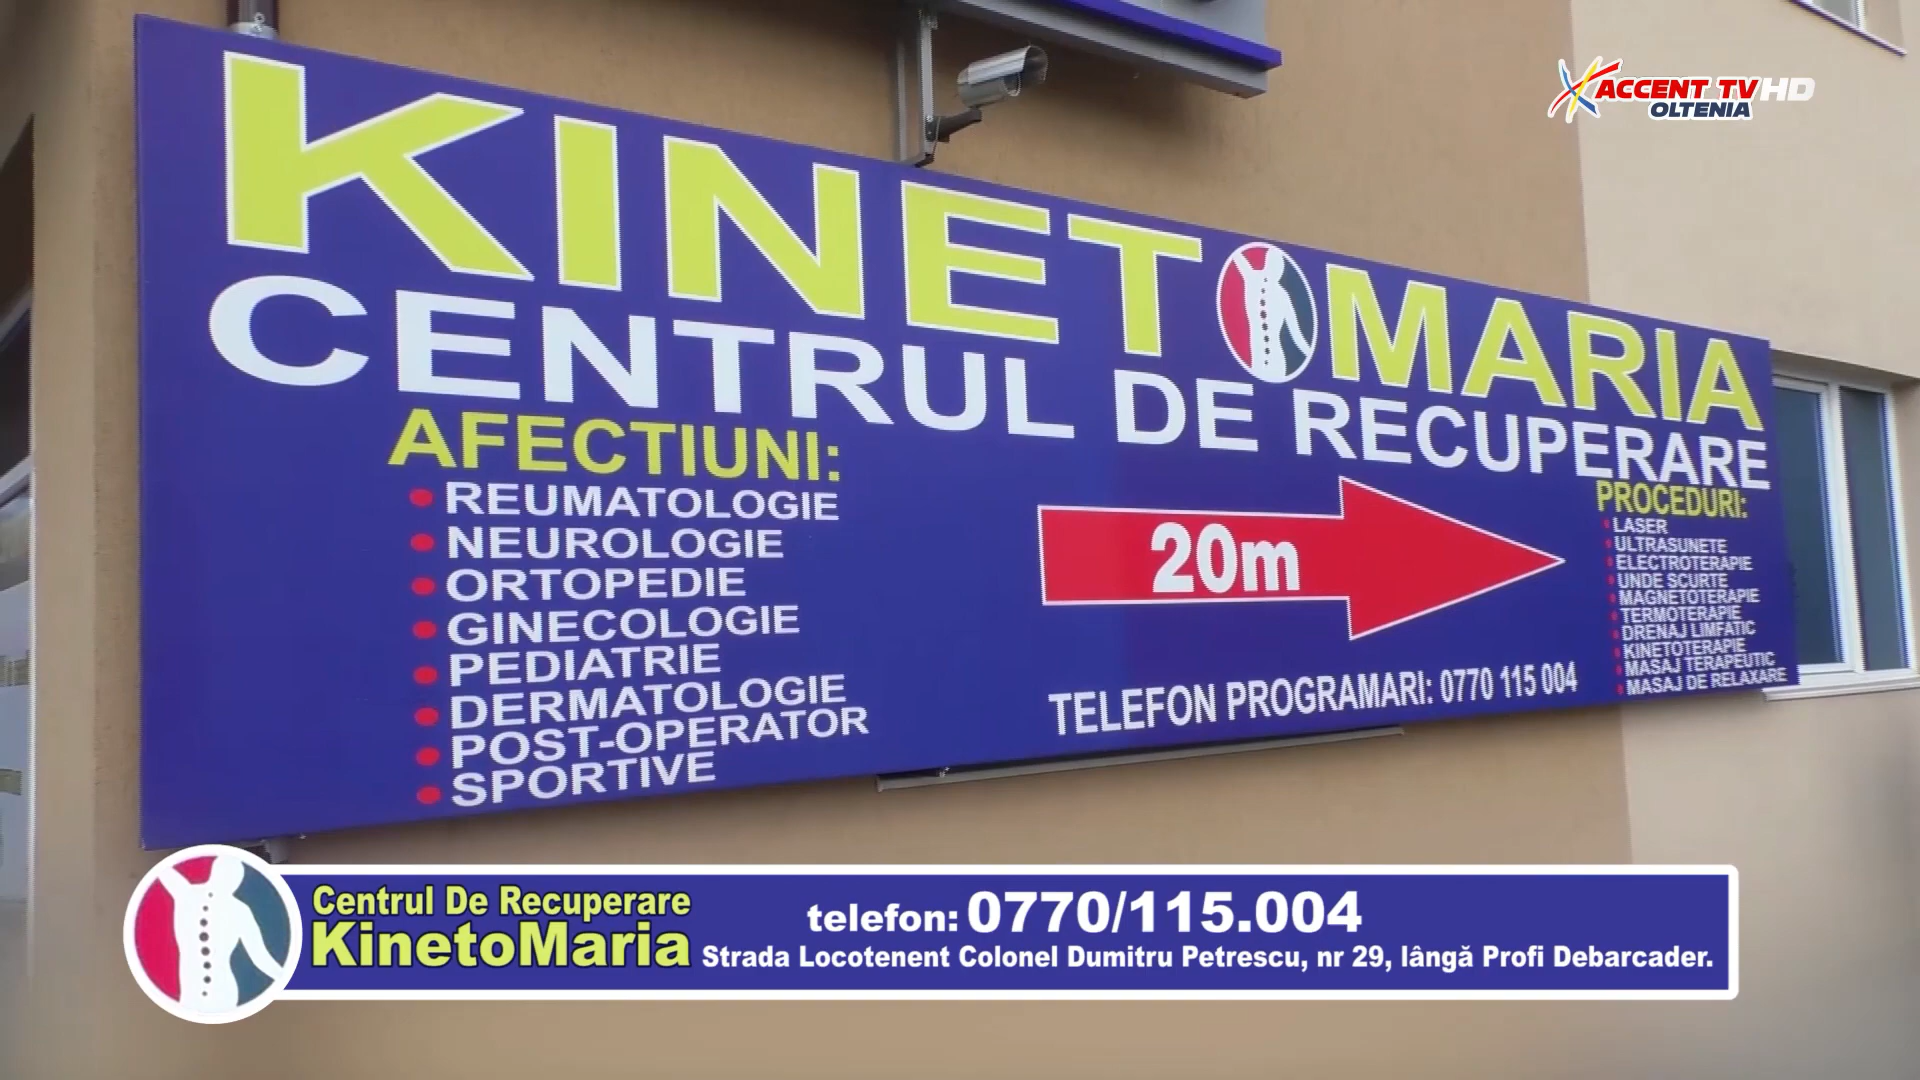 ACCENT TV HD
OLTENIA
KINETOMARIA
CENTRUL DE RECUPERARE
AFECTIUNI:
REUMATOLOGIE
NEUROLOGIE
ORTOPEDIE
GINECOLOGIE
PEDIATRIE
DERMATOLOGIE
POST-OPERATOR
SPORTIVE
20m
TELEFON PROGRAMARI: 0770 115 004
PROCEDURI:
LASER
ULTRASUNETE
ELECTROTERAPIE
UNDE SCURTE
MAGNETOTERAPIE
TERMOTERAPIE
DRENAJ LIMFATIC
KINETOTERAPIE
MASAJ TERAPEUTIC
MASAJ DE RELAXARE
Centrul De Recuperare
KinetoMaria
telefon: 0770/115.004
Strada Locotenent Colonel Dumitru Petrescu, nr 29, lângă Profi Debarcader.